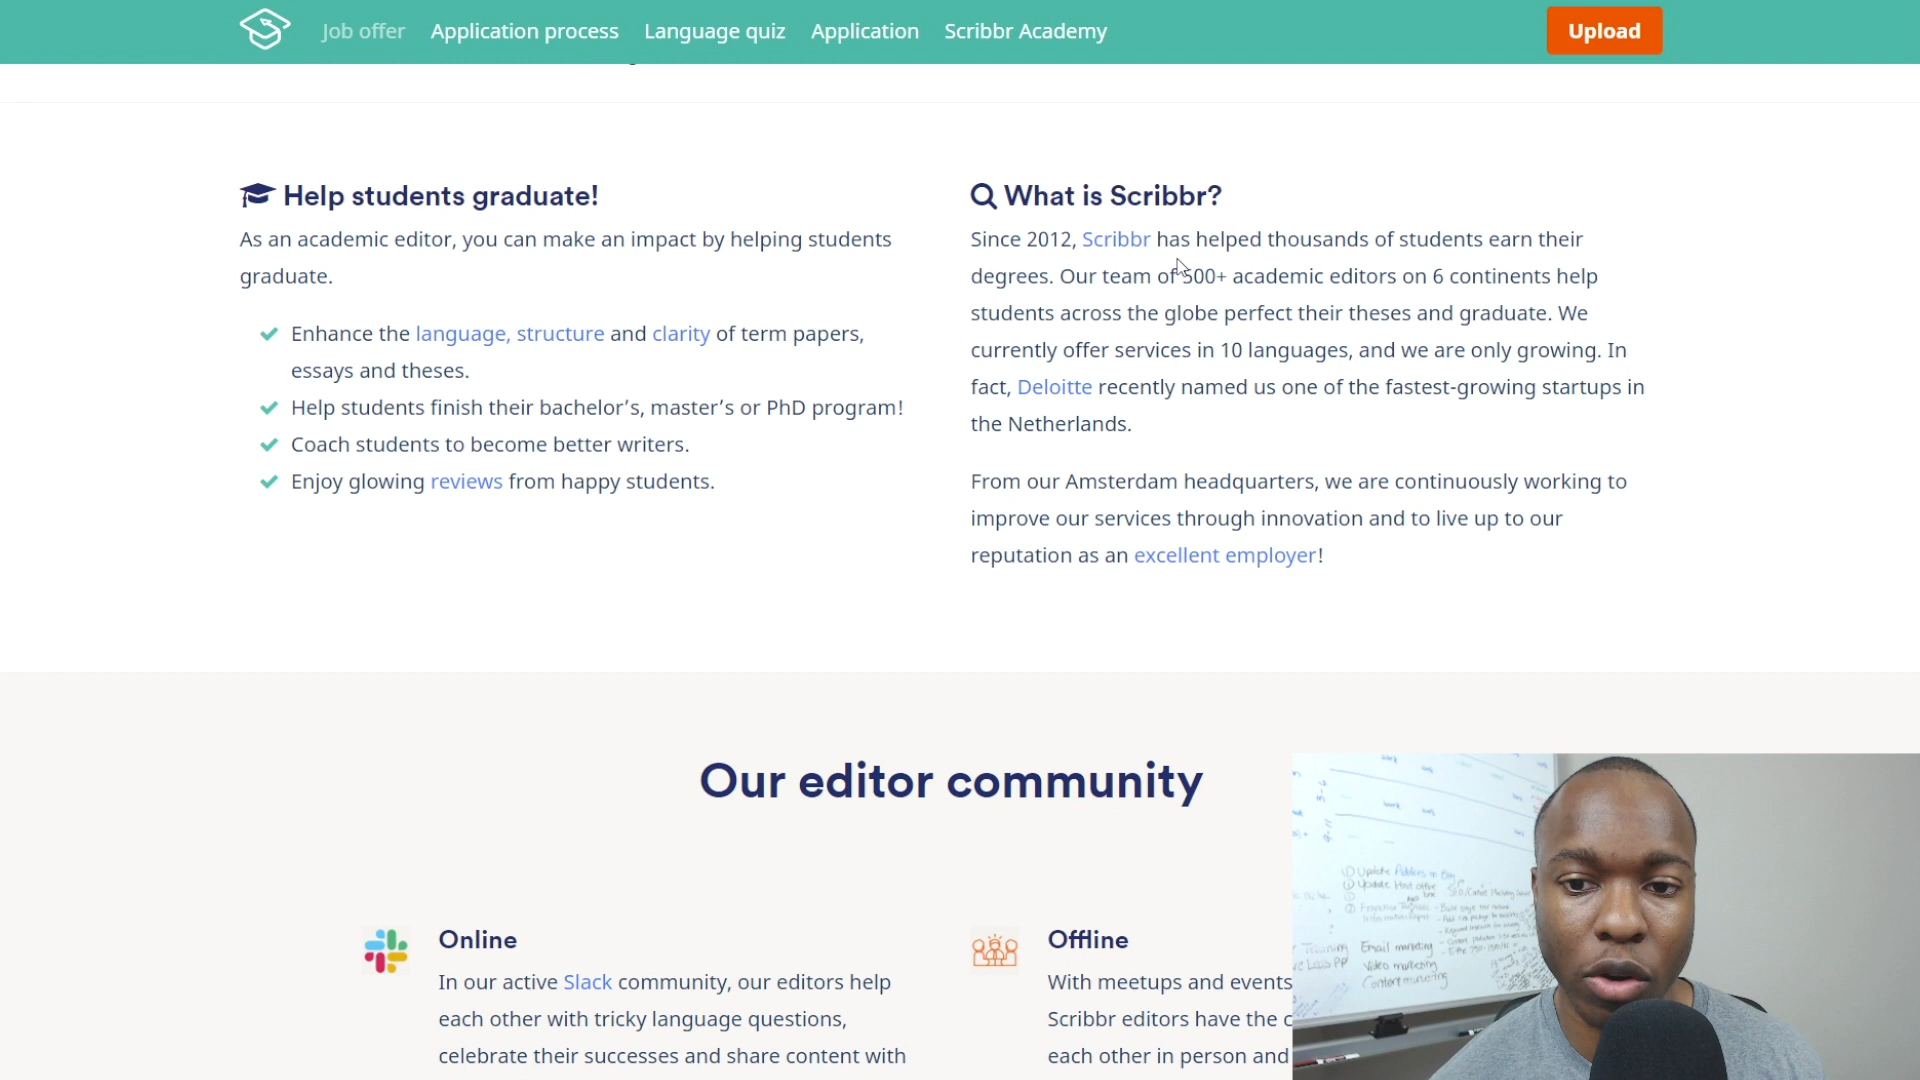 Job offer
Application process
Language quiz
Application
Scribbr Academy
Upload
Help students graduate!
As an academic editor, you can make an impact by helping students
graduate.
Enhance the language, structure and clarity of term papers,
essays and theses.
Help students finish their bachelor's, master's or PhD program!
Coach students to become better writers.
Enjoy glowing reviews from happy students.
What is Scribbr?
Since 2012, Scribbr has helped thousands of students earn their
degrees. Our team of 500+ academic editors on 6 continents help
students across the globe perfect their theses and graduate. We
currently offer services in 10 languages, and we are only growing. In
fact, Deloitte recently named us one of the fastest-growing startups in
the Netherlands.
From our Amsterdam headquarters, we are continuously working to
improve our services through innovation and to live up to our
reputation as an excellent employer!
Our editor community
Online
In our active Slack community, our editors help
each other with tricky language questions,
celebrate their successes and share content with
Offline
With meetups and events
Scribbr editors have the
each other in person and
Update
Update Host office
Email marketing
Video marketing
Content marketing